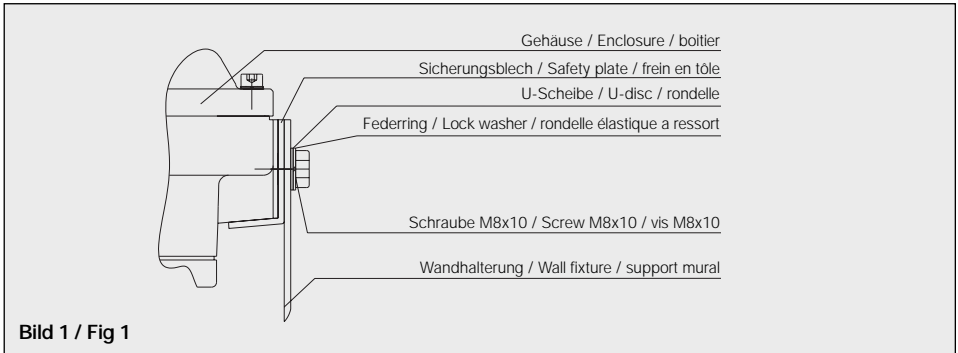 Gehäuse / Enclosure / boitier
Sicherungsblech / Safety plate / frein en tôle
U-Scheibe / U-disc / rondelle
Federring / Lock washer / rondelle élastique a ressort
Schraube M8x10 / Screw M8x10 / vis M8x10
Wandhalterung / Wall fixture / support mural
Bild 1 / Fig 1